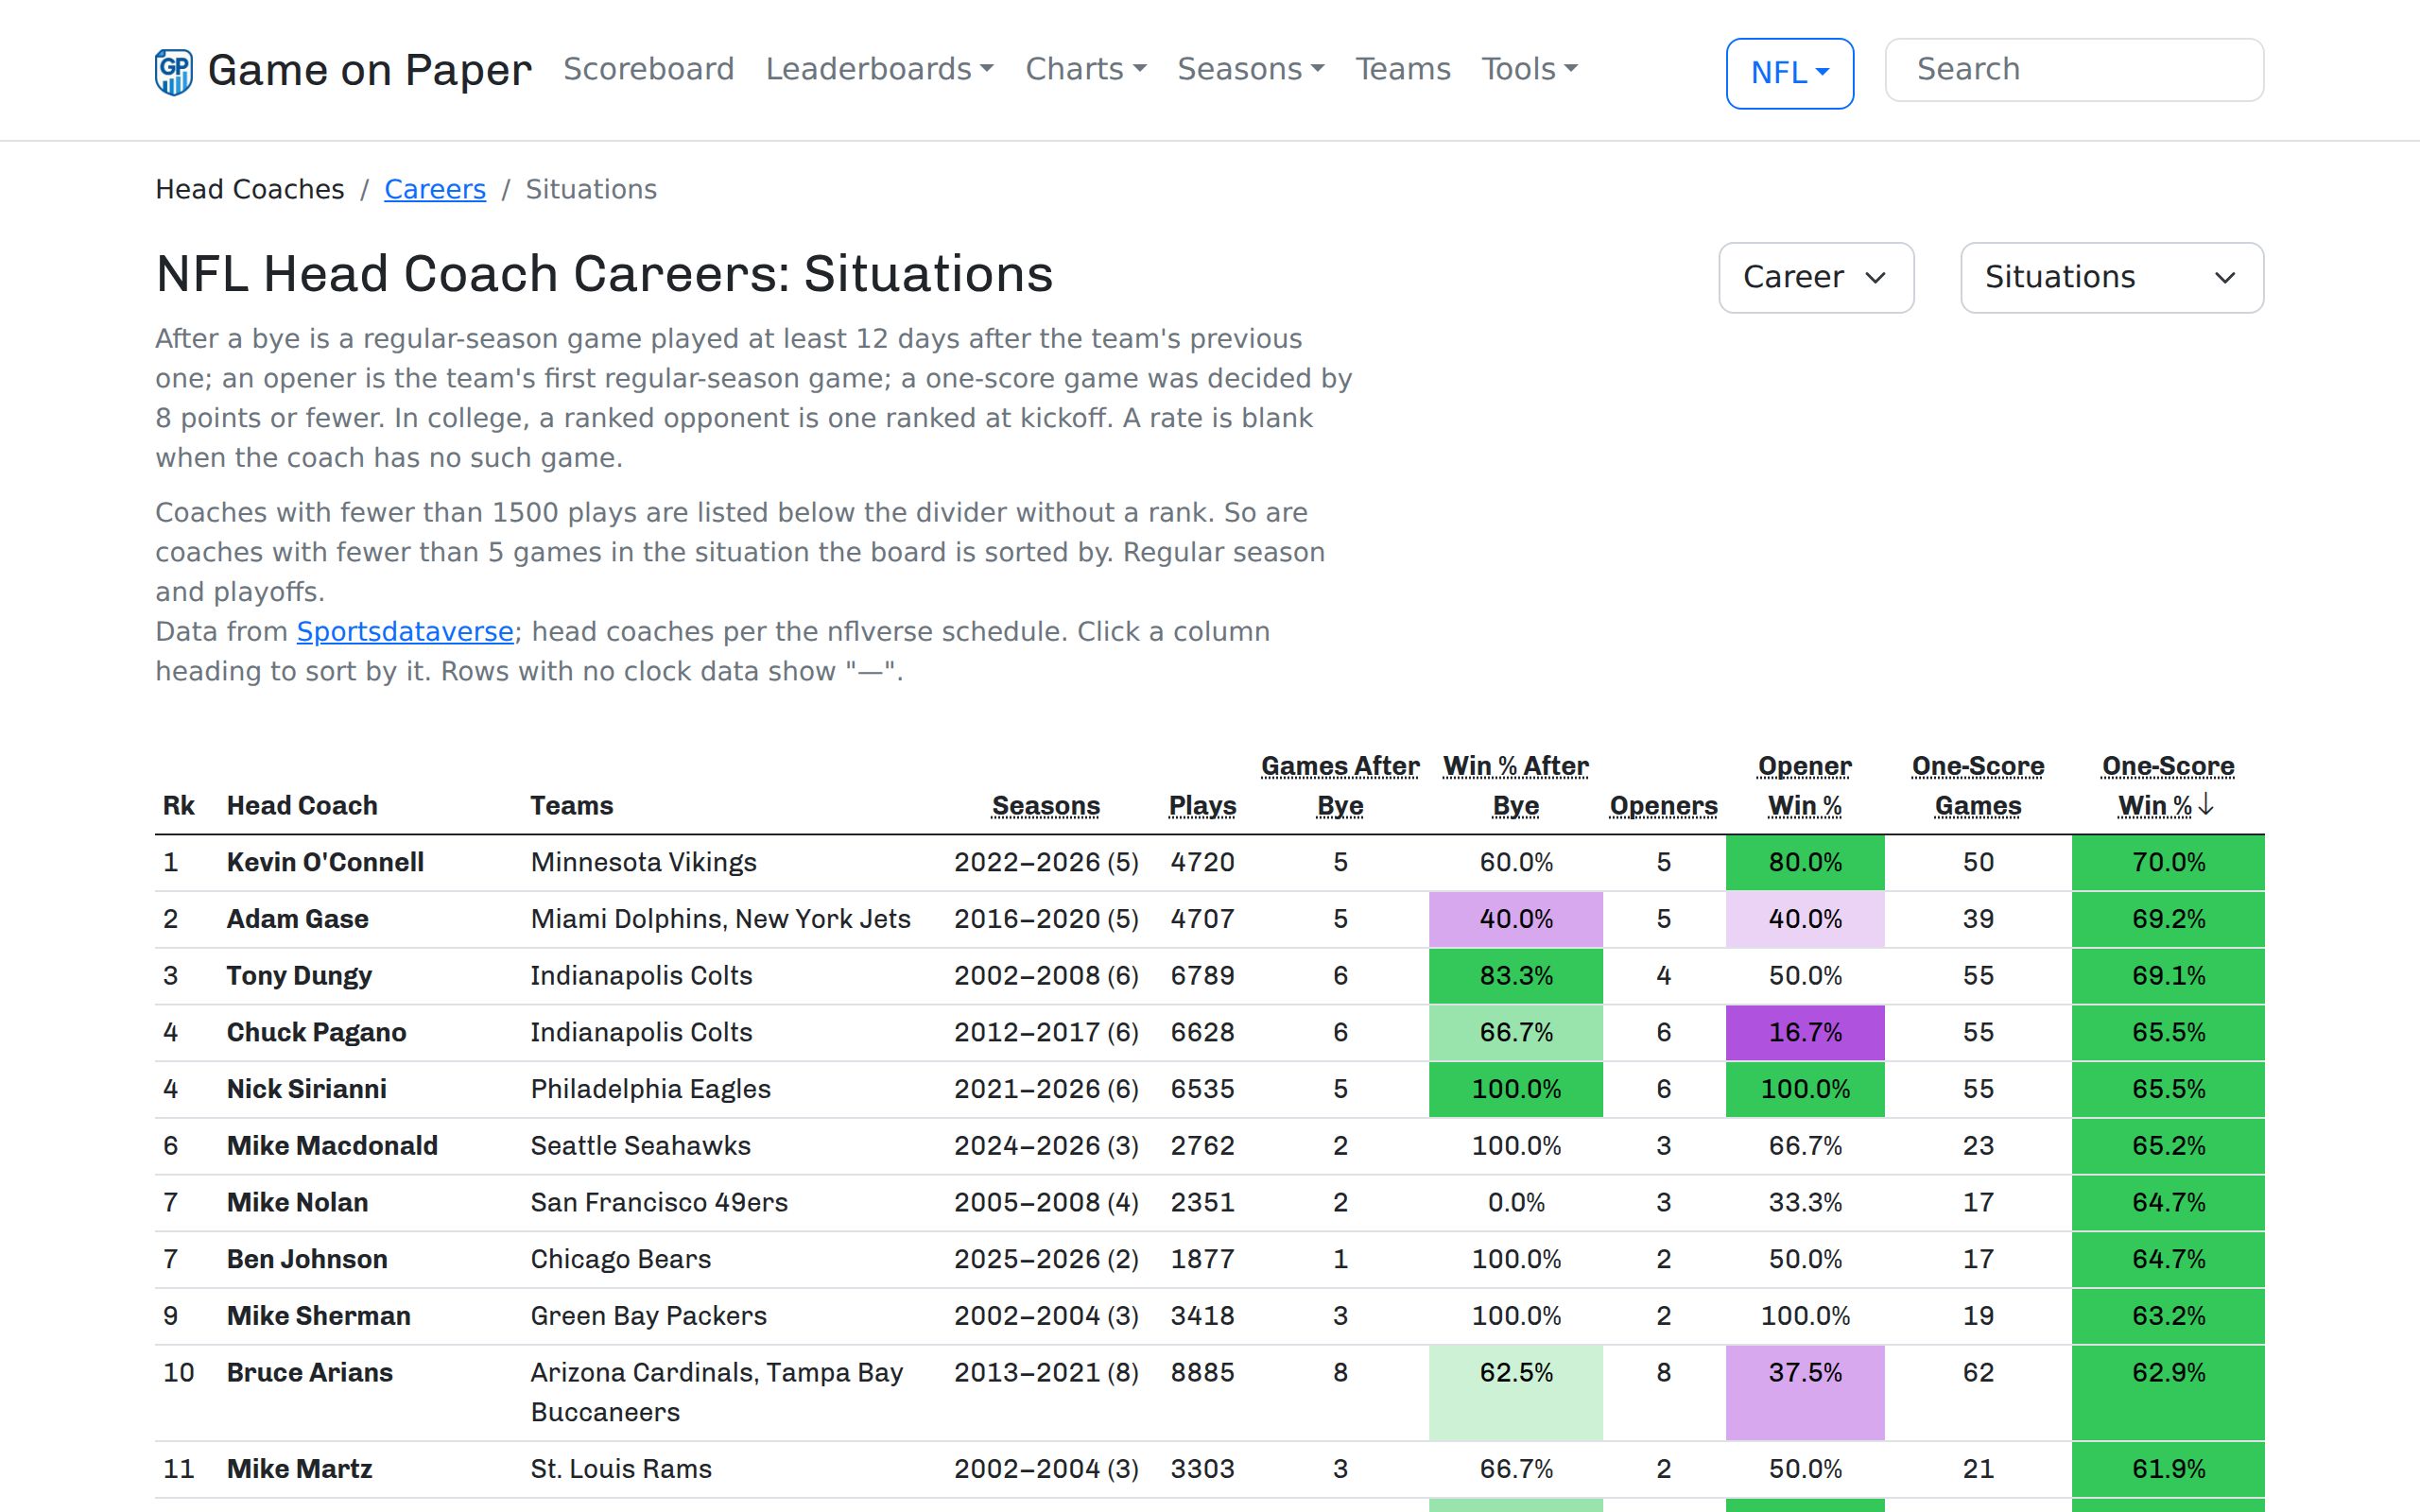 GP Game on Paper Scoreboard Leaderboards Charts Seasons Teams Tools NFL Search
Head Coaches / Careers / Situations
NFL Head Coach Careers: Situations Career Situations
After a bye is a regular-season game played at least 12 days after the team's previous
one; an opener is the team's first regular-season game; a one-score game was decided by
8 points or fewer. In college, a ranked opponent is one ranked at kickoff. A rate is blank
when the coach has no such game.
Coaches with fewer than 1500 plays are listed below the divider without a rank. So are
coaches with fewer than 5 games in the situation the board is sorted by. Regular season
and playoffs.
Data from Sportsdataverse; head coaches per the nflverse schedule. Click a column
heading to sort by it. Rows with no clock data show "—".
Rk Head Coach Teams Seasons Plays Games After Bye Win % After Bye Openers Opener Win % One-Score Games One-Score Win % ↓
1 Kevin O'Connell Minnesota Vikings 2022–2026 (5) 4720 5 60.0% 5 80.0% 50 70.0%
2 Adam Gase Miami Dolphins, New York Jets 2016–2020 (5) 4707 5 40.0% 5 40.0% 39 69.2%
3 Tony Dungy Indianapolis Colts 2002–2008 (6) 6789 6 83.3% 4 50.0% 55 69.1%
4 Chuck Pagano Indianapolis Colts 2012–2017 (6) 6628 6 66.7% 6 16.7% 55 65.5%
4 Nick Sirianni Philadelphia Eagles 2021–2026 (6) 6535 5 100.0% 6 100.0% 55 65.5%
6 Mike Macdonald Seattle Seahawks 2024–2026 (3) 2762 2 100.0% 3 66.7% 23 65.2%
7 Mike Nolan San Francisco 49ers 2005–2008 (4) 2351 2 0.0% 3 33.3% 17 64.7%
7 Ben Johnson Chicago Bears 2025–2026 (2) 1877 1 100.0% 2 50.0% 17 64.7%
9 Mike Sherman Green Bay Packers 2002–2004 (3) 3418 3 100.0% 2 100.0% 19 63.2%
10 Bruce Arians Arizona Cardinals, Tampa Bay Buccaneers 2013–2021 (8) 8885 8 62.5% 8 37.5% 62 62.9%
11 Mike Martz St. Louis Rams 2002–2004 (3) 3303 3 66.7% 2 50.0% 21 61.9%